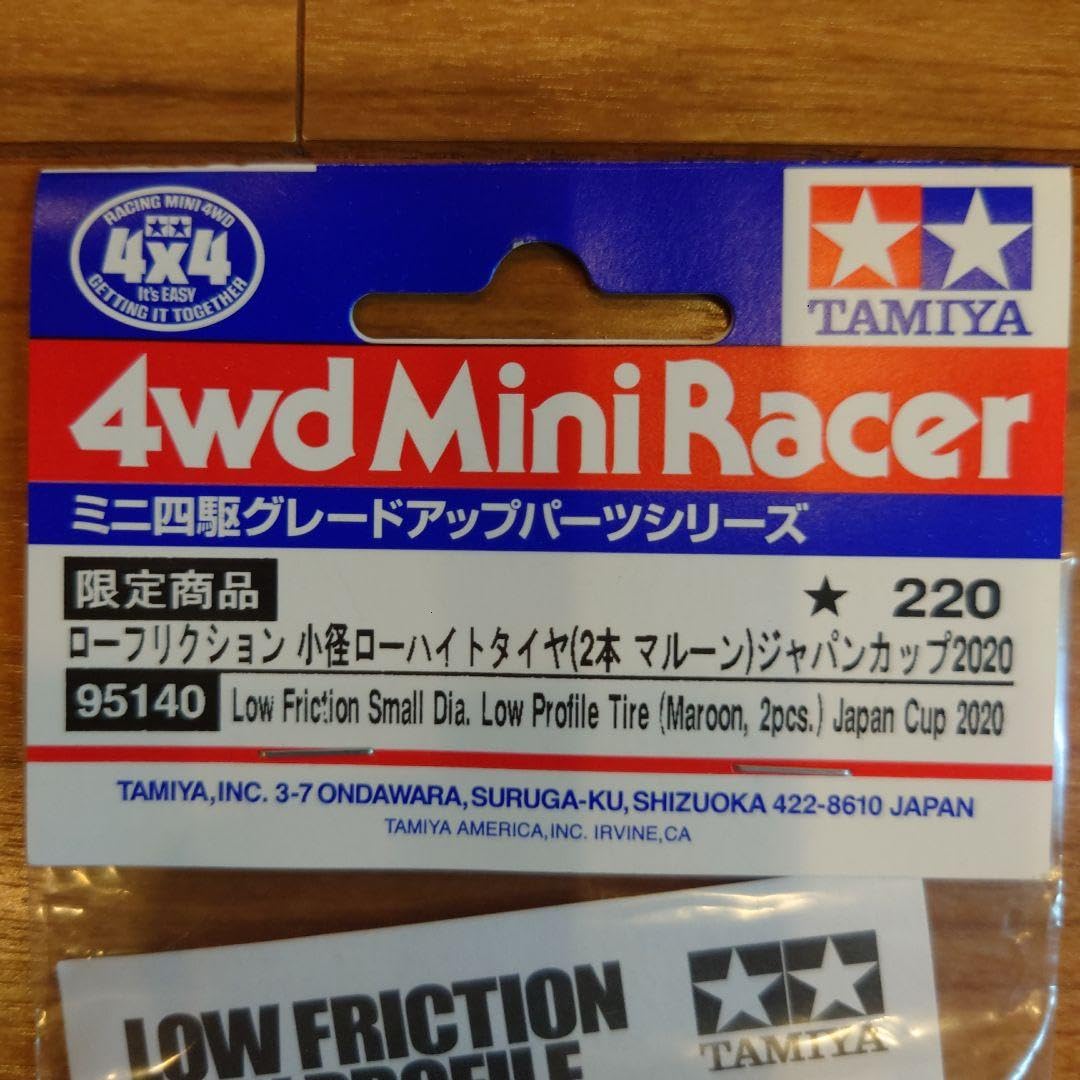 RACING MINI 4WD
4x4
It's EASY
GETTING IT TOGETHER
TAMIYA
4wd Mini Racer
ミニ四駆グレードアップパーツシリーズ
限定商品
★ 220
ローフリクション 小径ローハイトタイヤ(2本 マルーン)ジャパンカップ2020
95140 Low Friction Small Dia. Low Profile Tire (Maroon, 2pcs.) Japan Cup 2020
TAMIYA,INC. 3-7 ONDAWARA,SURUGA-KU,SHIZUOKA 422-8610 JAPAN
TAMIYA AMERICA,INC. IRVINE,CA
LOW FRICTION
TAMIYA
PROFILE